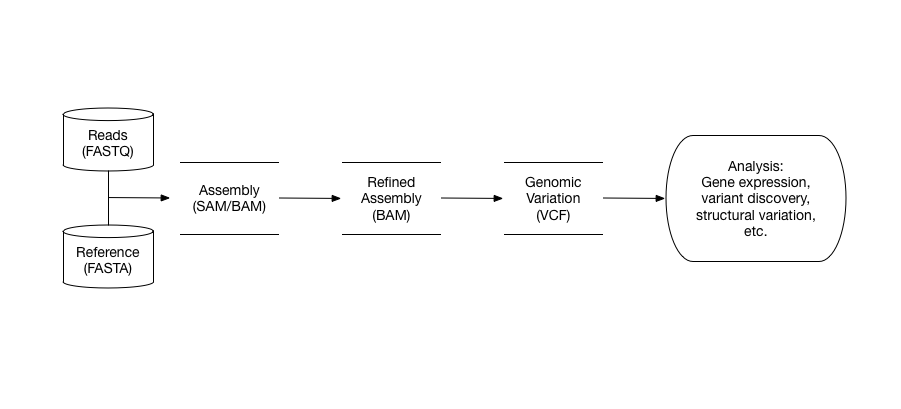 Reads
(FASTQ)
Reference
(FASTA)
Assembly
(SAM/BAM)
Refined
Assembly
(BAM)
Genomic
Variation
(VCF)
Analysis:
Gene expression,
variant discovery,
structural variation,
etc.